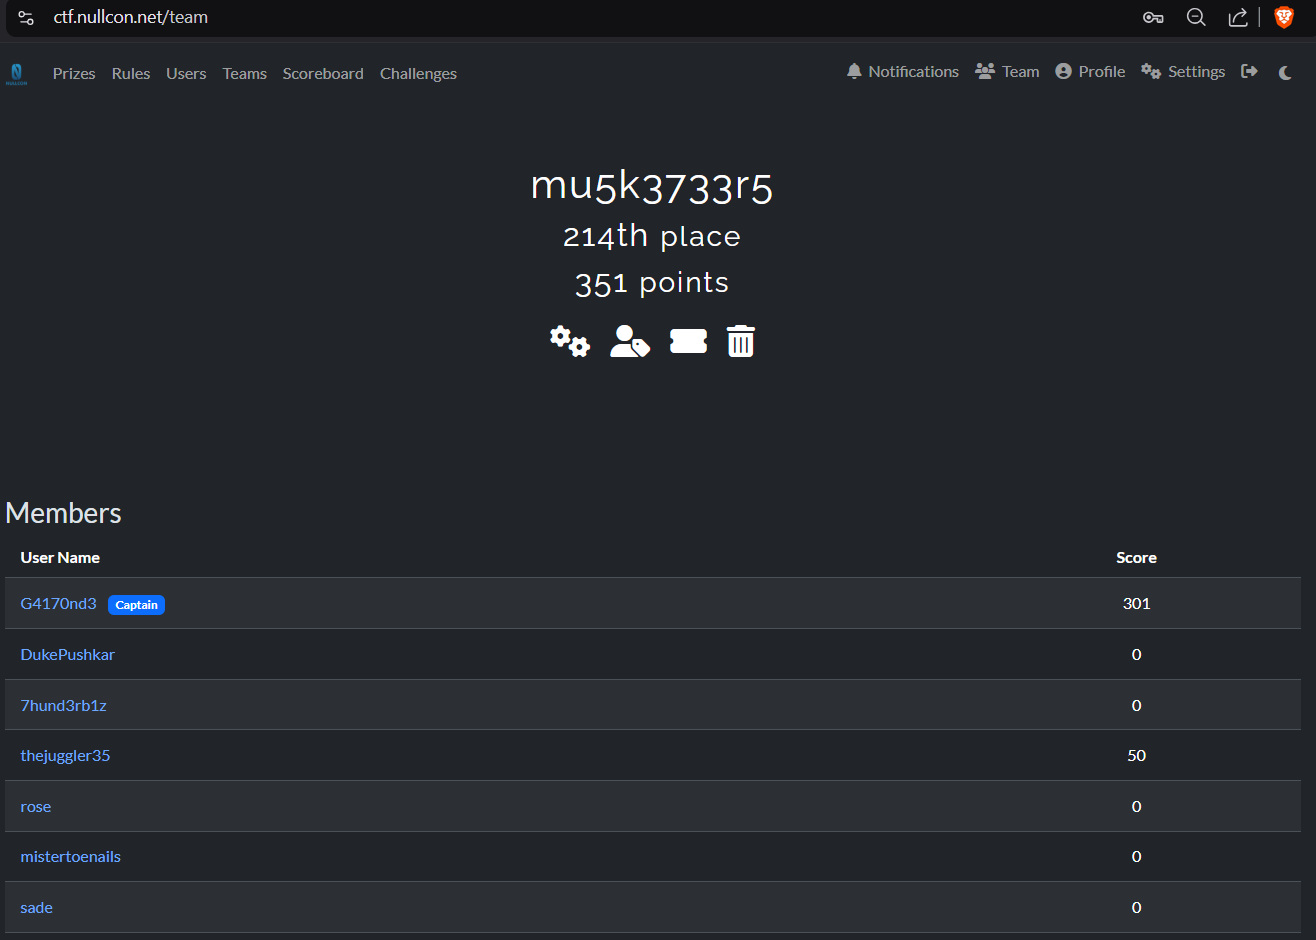 ctf.nullcon.net/team
Prizes Rules Users Teams Scoreboard Challenges Notifications Team Profile Settings
mu5k3733r5
214th place
351 points
Members
User Name Score
G4170nd3 Captain 301
DukePushkar 0
7hund3rb1z 0
thejuggler35 50
rose 0
mistertoenails 0
sade 0